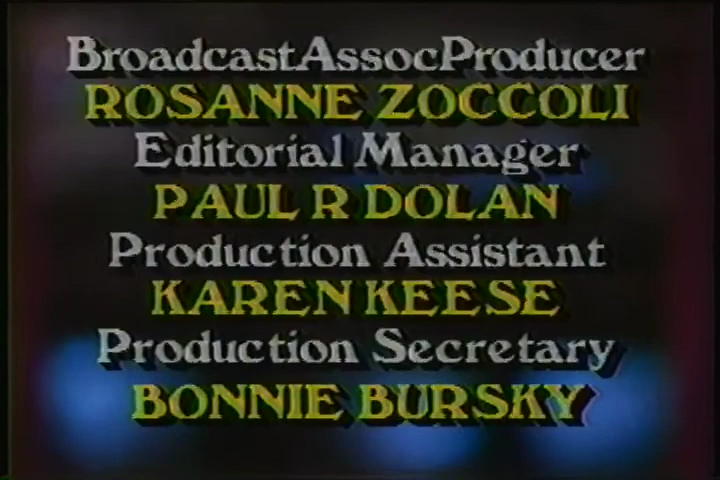 BroadcastAssocProducer
ROSANNE ZOCCOLI
Editorial Manager
PAUL R DOLAN
Production Assistant
KAREN KEESE
Production Secretary
BONNIE BURSKY